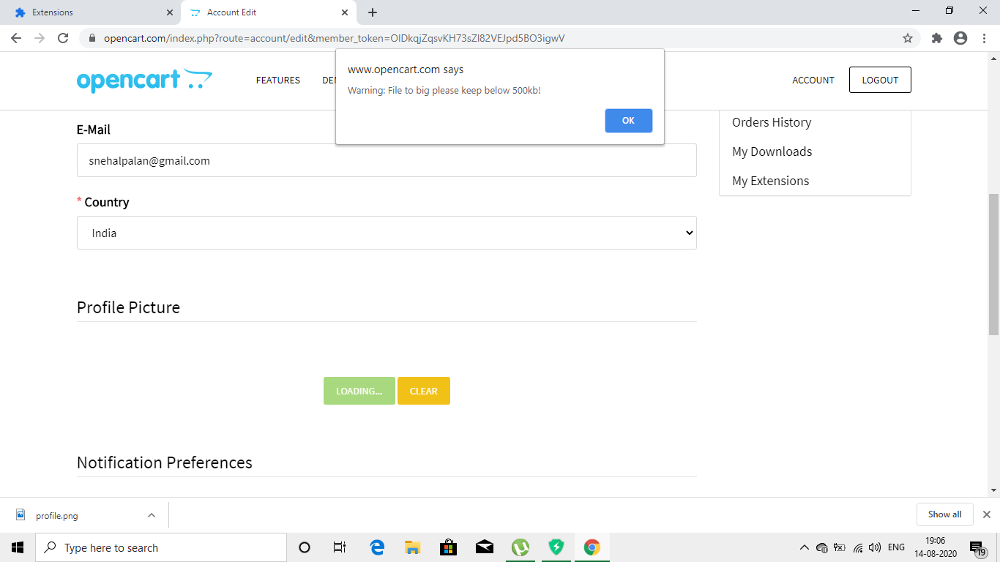 Extensions
Account Edit
opencart.com/index.php?route=account/edit&member_token=OlDkqjZqsvKH73sZl82VEJpd5BO3igwV
opencart
FEATURES
DE
ACCOUNT
LOGOUT
www.opencart.com says
Warning: File to big please keep below 500kb!
OK
E-Mail
snehalpalan@gmail.com
* Country
India
Orders History
My Downloads
My Extensions
Profile Picture
LOADING...
CLEAR
Notification Preferences
profile.png
Show all
Type here to search
ENG
19:06
14-08-2020
19